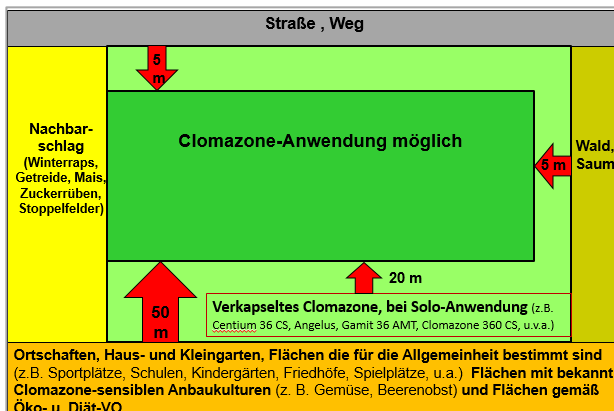 Straße , Weg
5
m
Nachbar-
schlag
(Winterraps,
Getreide, Mais,
Zuckerrüben,
Stoppelfelder)
Clomazone-Anwendung möglich
5 m
Wald,
Saum
50
m
20 m
Verkapseltes Clomazone, bei Solo-Anwendung (z.B.
Centium 36 CS, Angelus, Gamit 36 AMT, Clomazone 360 CS, u.v.a.)
Ortschaften, Haus- und Kleingarten, Flächen die für die Allgemeinheit bestimmt sind
(z.B. Sportplätze, Schulen, Kindergärten, Friedhöfe, Spielplätze, u.a.) Flächen mit bekannt
Clomazone-sensiblen Anbaukulturen (z. B. Gemüse, Beerenobst) und Flächen gemäß
Öko- u. Diät-VO